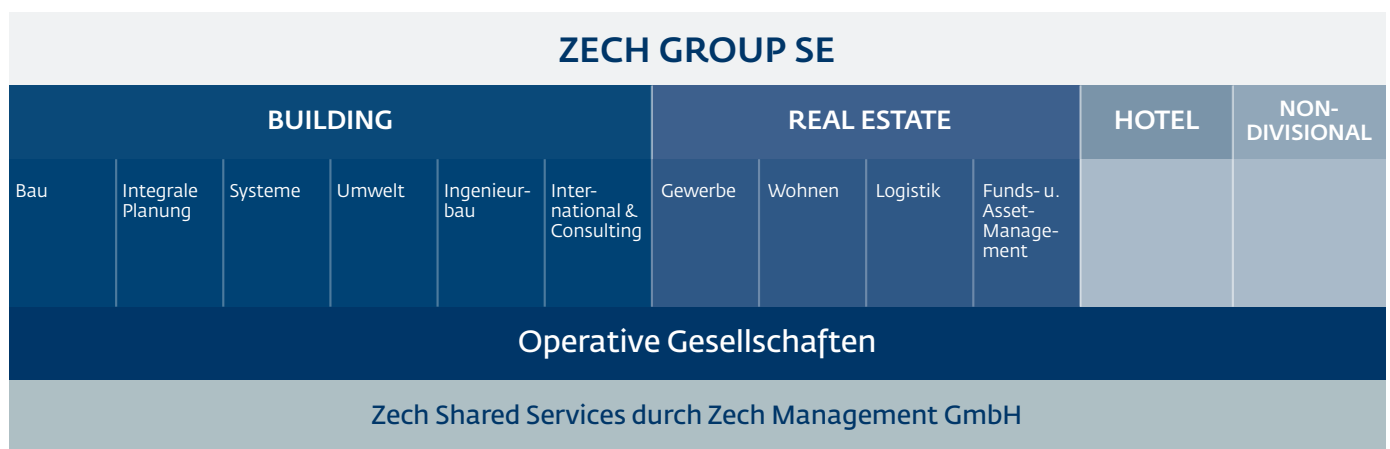 ZECH GROUP SE
BUILDING
REAL ESTATE
HOTEL
NON-
DIVISIONAL
Bau
Integrale
Planung
Systeme
Umwelt
Ingenieur-
bau
Inter-
national &
Consulting
Gewerbe
Wohnen
Logistik
Funds- u.
Asset-
Manage-
ment
Operative Gesellschaften
Zech Shared Services durch Zech Management GmbH